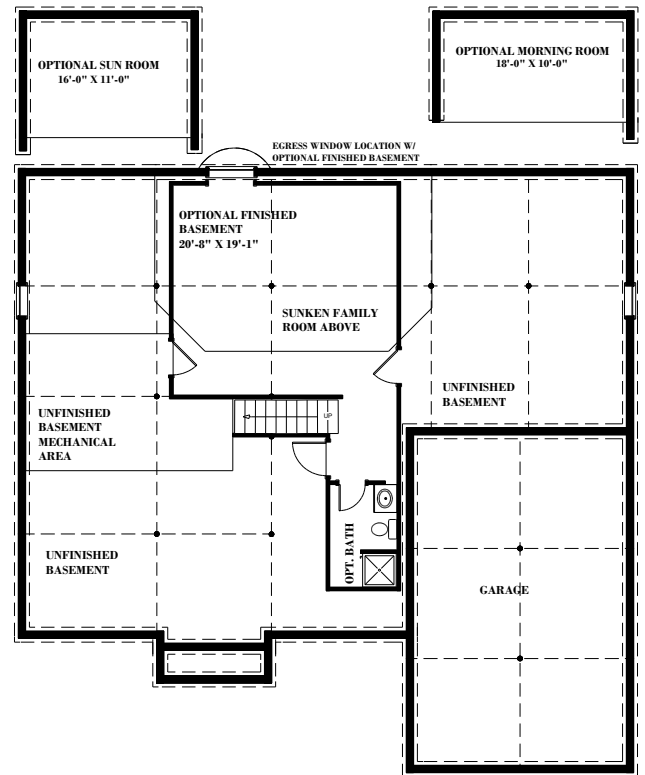 OPTIONAL SUN ROOM
16'-0" X 11'-0"
OPTIONAL MORNING ROOM
18'-0" X 10'-0"
EGRESS WINDOW LOCATION W/
OPTIONAL FINISHED BASEMENT
OPTIONAL FINISHED
BASEMENT
20'-8" X 19'-1"
SUNKEN FAMILY
ROOM ABOVE
UNFINISHED
BASEMENT
UNFINISHED
BASEMENT
MECHANICAL
AREA
UP
UNFINISHED
BASEMENT
OPT. BATH
GARAGE